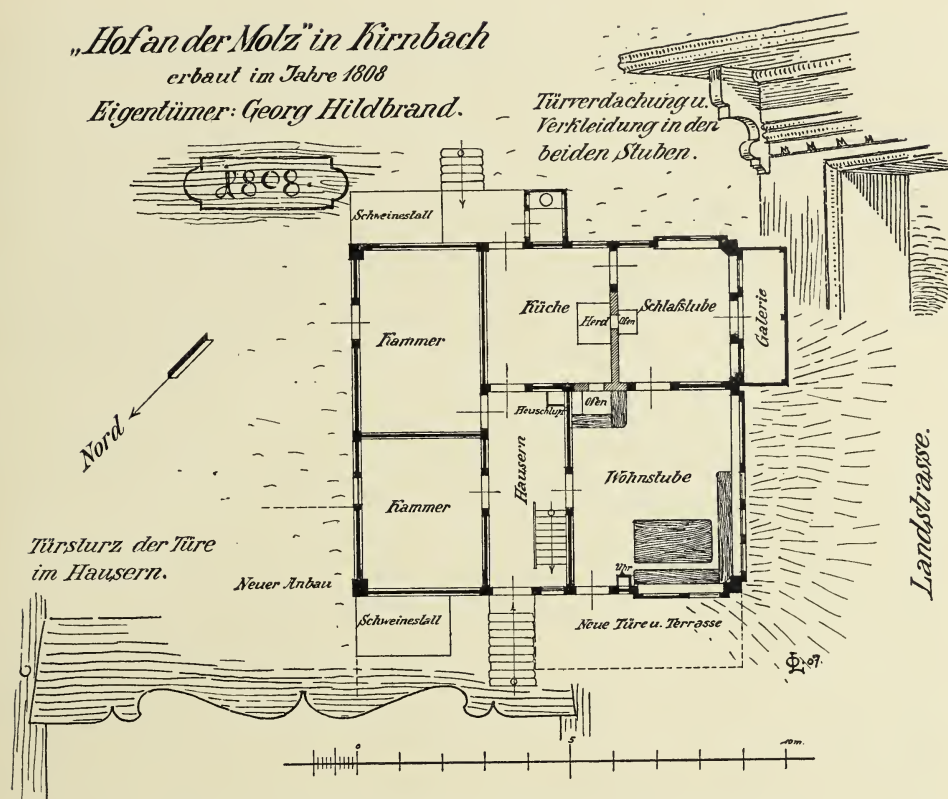 „Hof an der Molz" in Kirnbach
erbaut im Jahre 1808
Eigentümer: Georg Hildbrand.
Türverdachung u.
Verkleidung in den
beiden Stuben.
1808.
Schweinestall
Küche
Herd
Ofen
Schlafstube
Galerie
Kammer
Nord
Heuschlupf
Ofen
Hausern
Wohnstube
Kammer
Landstrasse.
Türsturz der Türe
im Hausern.
Neuer Anbau
Uhr
Schweinestall
Neue Türe u. Terrasse
07.
0
5
10 m.